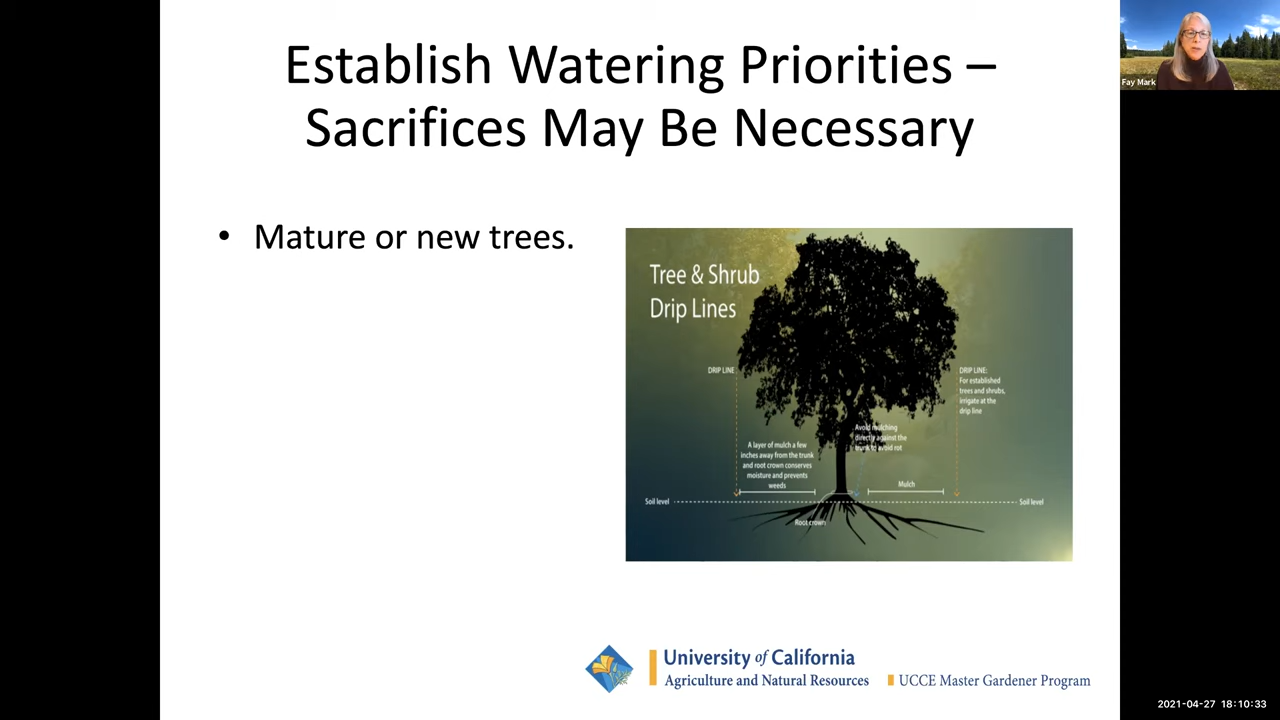 Establish Watering Priorities –
Sacrifices May Be Necessary
Fay Mark
• Mature or new trees.
Tree & Shrub
Drip Lines
DRIP LINE
DRIP LINE:
For established
trees and shrubs,
irrigate at the
drip line
Avoid mulching
directly against the
trunk to avoid rot
A layer of mulch a few
inches away from the trunk
and root crown conserves
moisture and prevents
weeds
Mulch
Soil level
Soil level
Root crown
University of California
Agriculture and Natural Resources
UCCE Master Gardener Program
2021-04-27 18:10:33